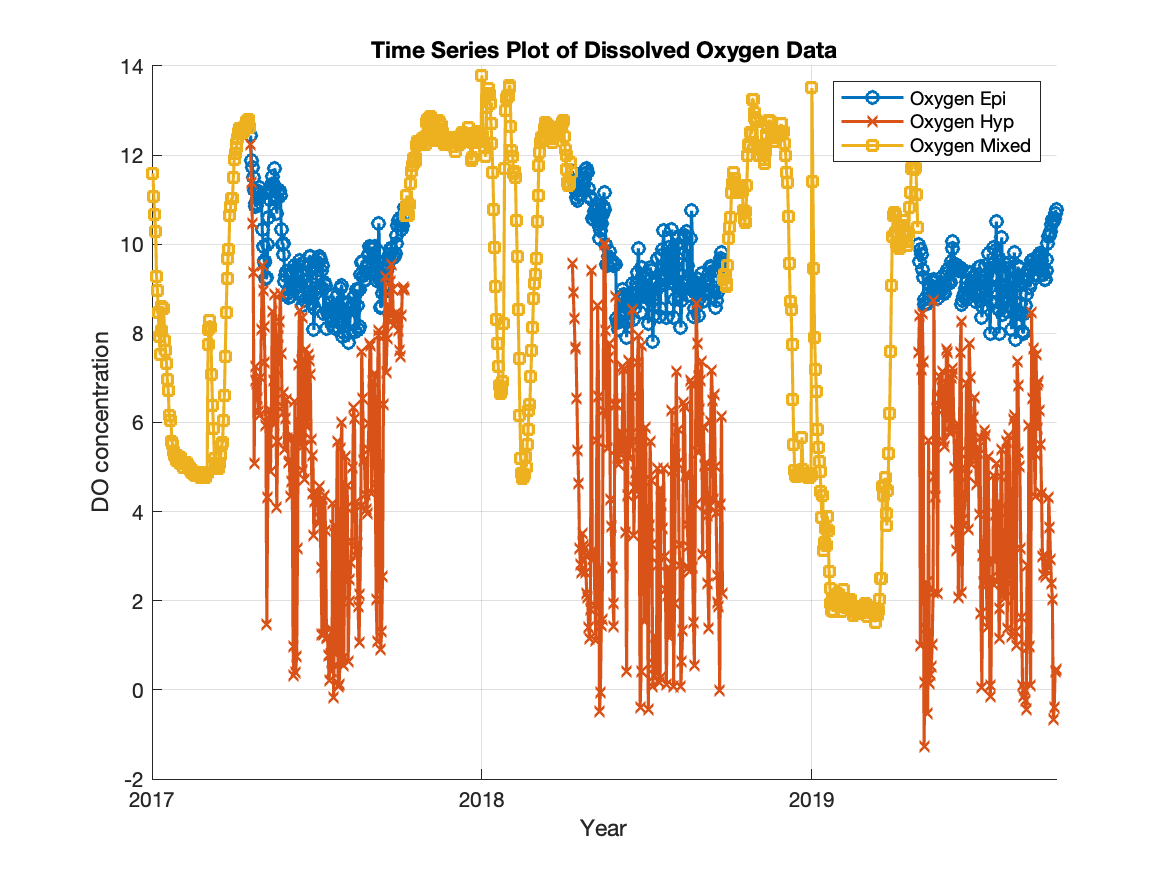 Time Series Plot of Dissolved Oxygen Data
14
12
10
8
6
4
2
0
-2
DO concentration
2017
2018
2019
Year
Oxygen Epi
Oxygen Hyp
Oxygen Mixed